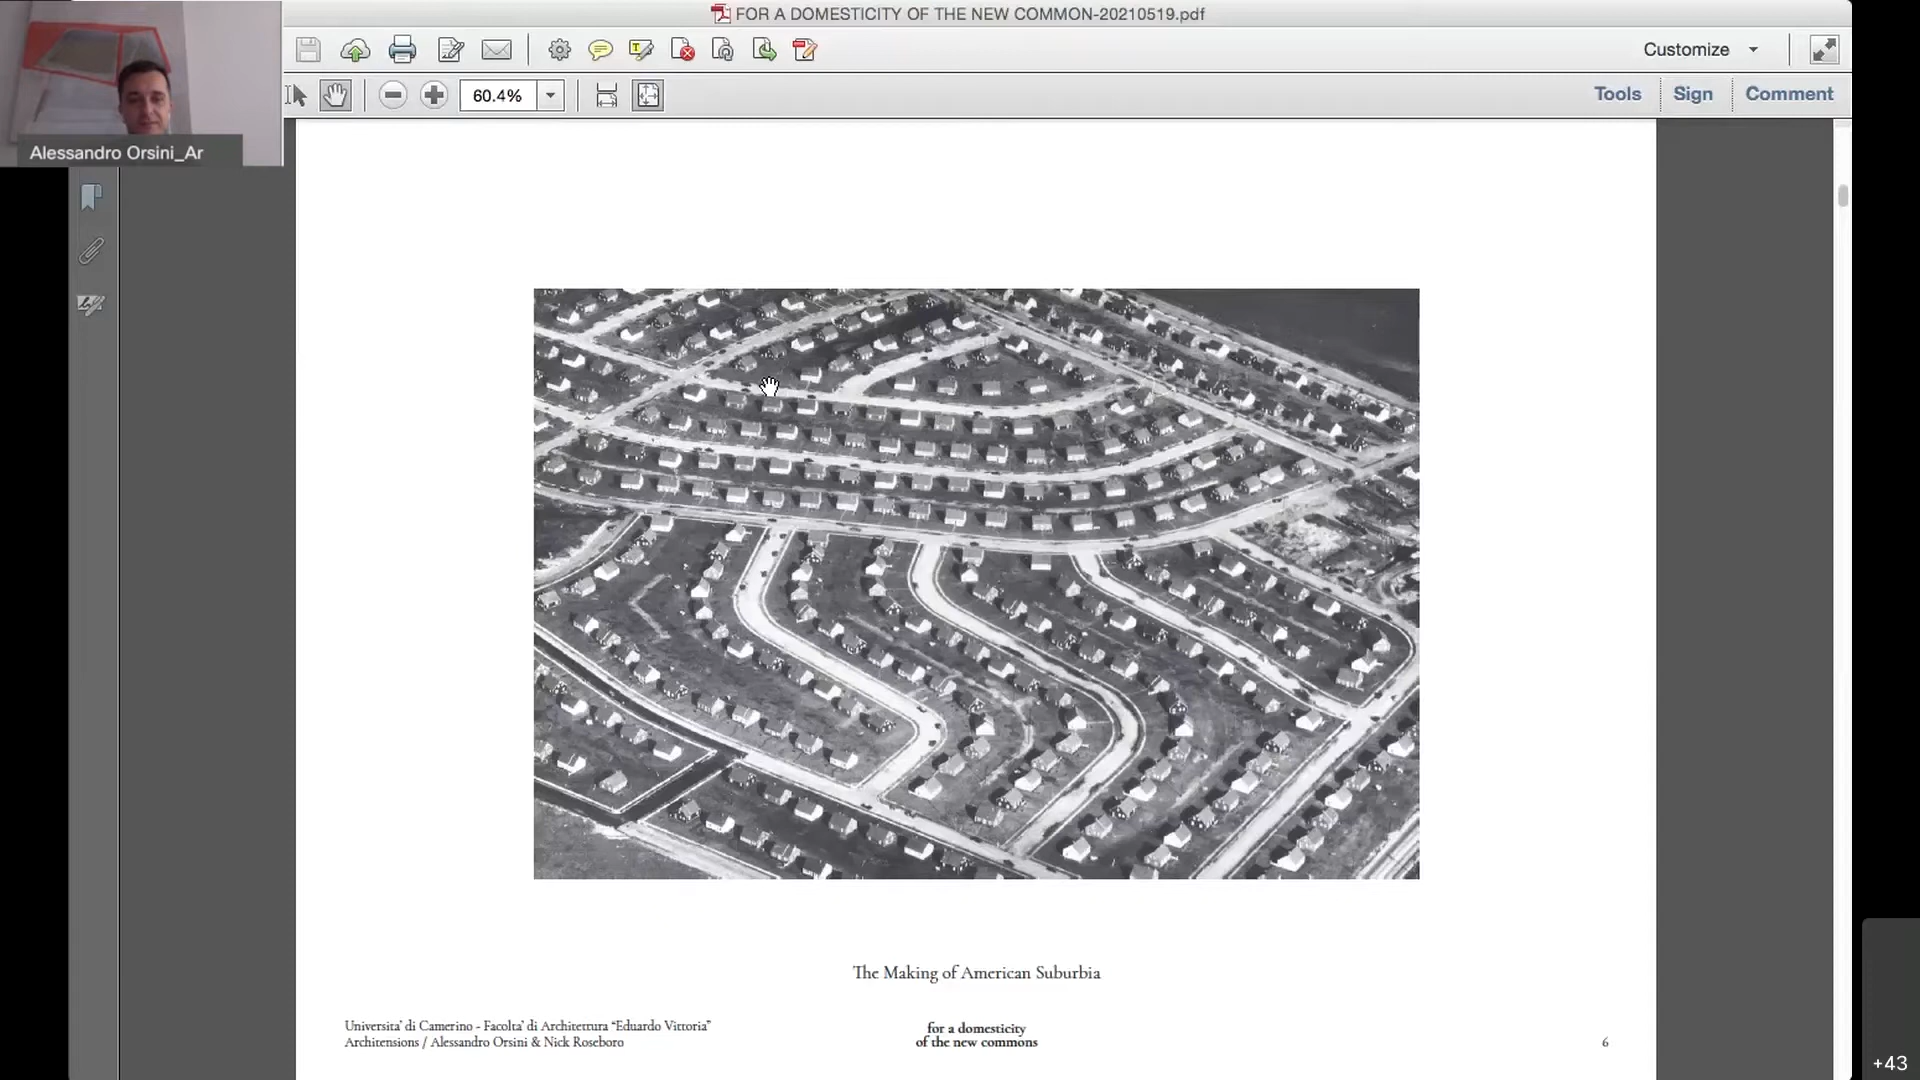 FOR A DOMESTICITY OF THE NEW COMMON-20210519.pdf
Customize
60.4%
Tools
Sign
Comment
Alessandro Orsini_Ar
The Making of American Suburbia
Universita' di Camerino - Facolta' di Architettura "Eduardo Vittoria"
Architensions / Alessandro Orsini & Nick Roseboro
for a domesticity
of the new commons
6
+43